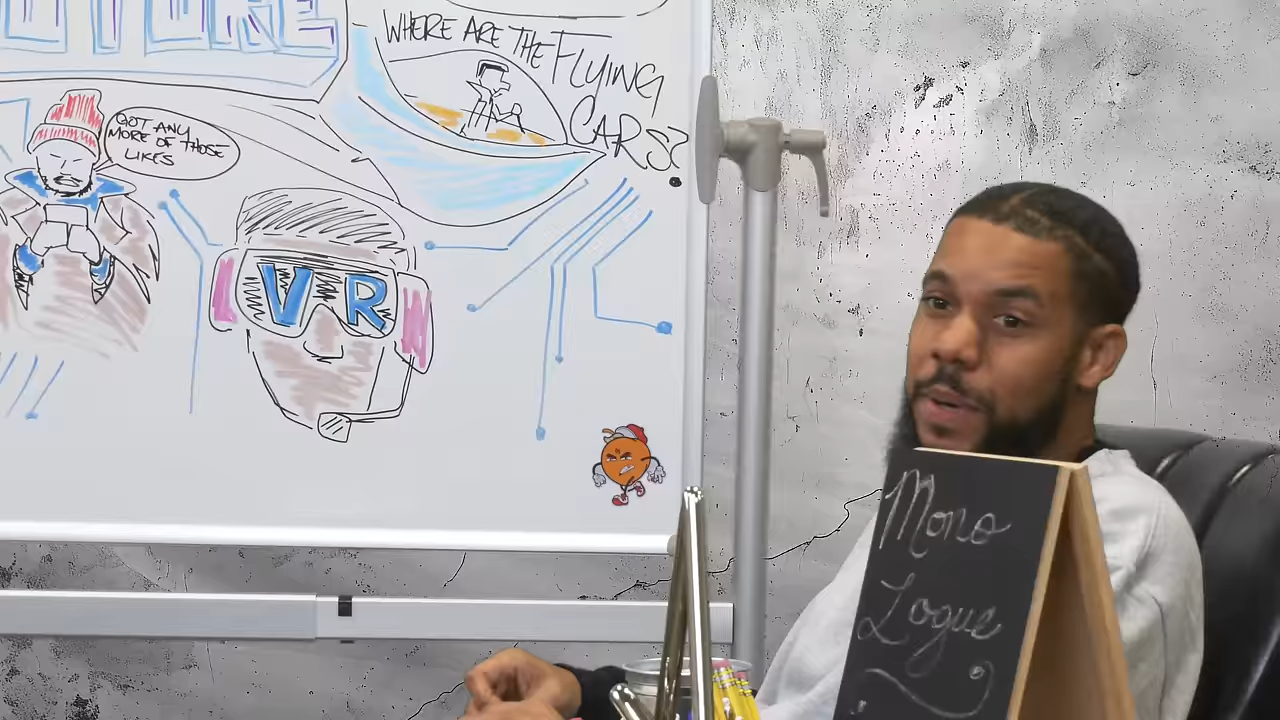 WHERE ARE THE FLYING
CARS?
GOT ANY
MORE OF THOSE
LIKES
VR
Mono
Logue